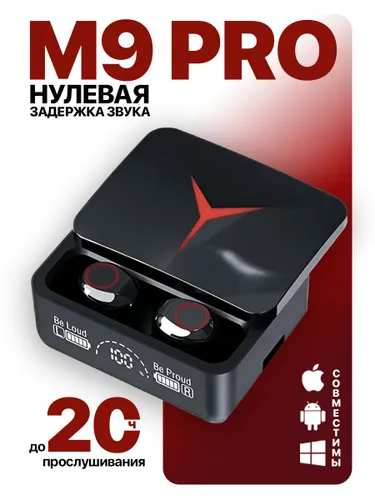 M9 PRO
НУЛЕВАЯ
ЗАДЕРЖКА ЗВУКА
Be Loud
L
100
Be Proud
R
до 20 ч
прослушивания
СОВМЕСТИМЫ